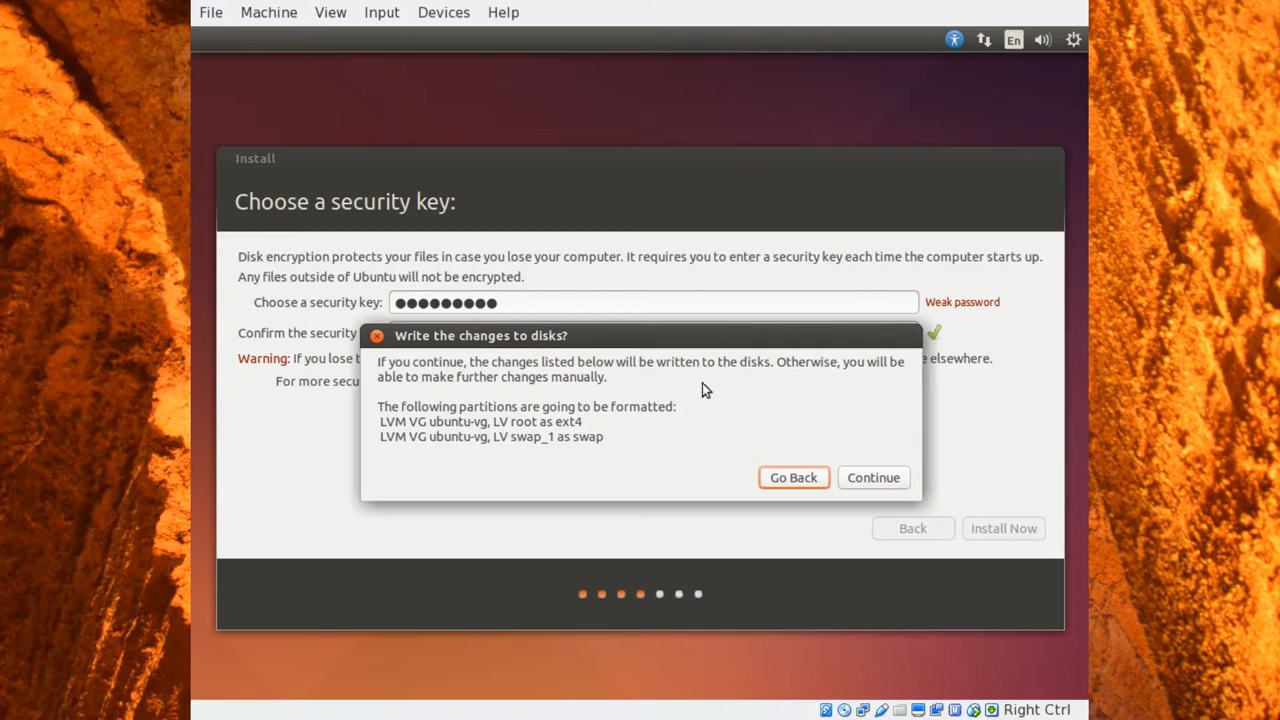 File Machine View Input Devices Help
En
Install
Choose a security key:
Disk encryption protects your files in case you lose your computer. It requires you to enter a security key each time the computer starts up.
Any files outside of Ubuntu will not be encrypted.
Choose a security key: ●●●●●●●●● Weak password
Confirm the security
Warning: If you lose t e elsewhere.
For more secu
Write the changes to disks?
If you continue, the changes listed below will be written to the disks. Otherwise, you will be
able to make further changes manually.
The following partitions are going to be formatted:
LVM VG ubuntu-vg, LV root as ext4
LVM VG ubuntu-vg, LV swap_1 as swap
Go Back Continue
Back Install Now
Right Ctrl